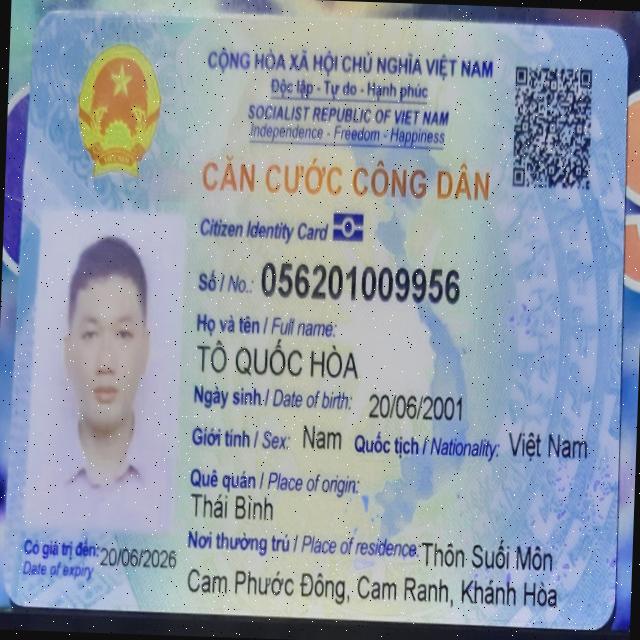 CỘNG HÒA XÃ HỘI CHỦ NGHĨA VIỆT NAM
Độc lập - Tự do - Hạnh phúc
SOCIALIST REPUBLIC OF VIET NAM
Independence - Freedom - Happiness
CĂN CƯỚC CÔNG DÂN
Citizen Identity Card
Số / No.: 056201009956
Họ và tên / Full name:
TÔ QUỐC HÒA
Ngày sinh / Date of birth: 20/06/2001
Giới tính / Sex: Nam Quốc tịch / Nationality: Việt Nam
Quê quán / Place of origin:
Thái Bình
Nơi thường trú / Place of residence: Thôn Suối Môn
Cam Phước Đông, Cam Ranh, Khánh Hòa
Có giá trị đến: 20/06/2026
Date of expiry